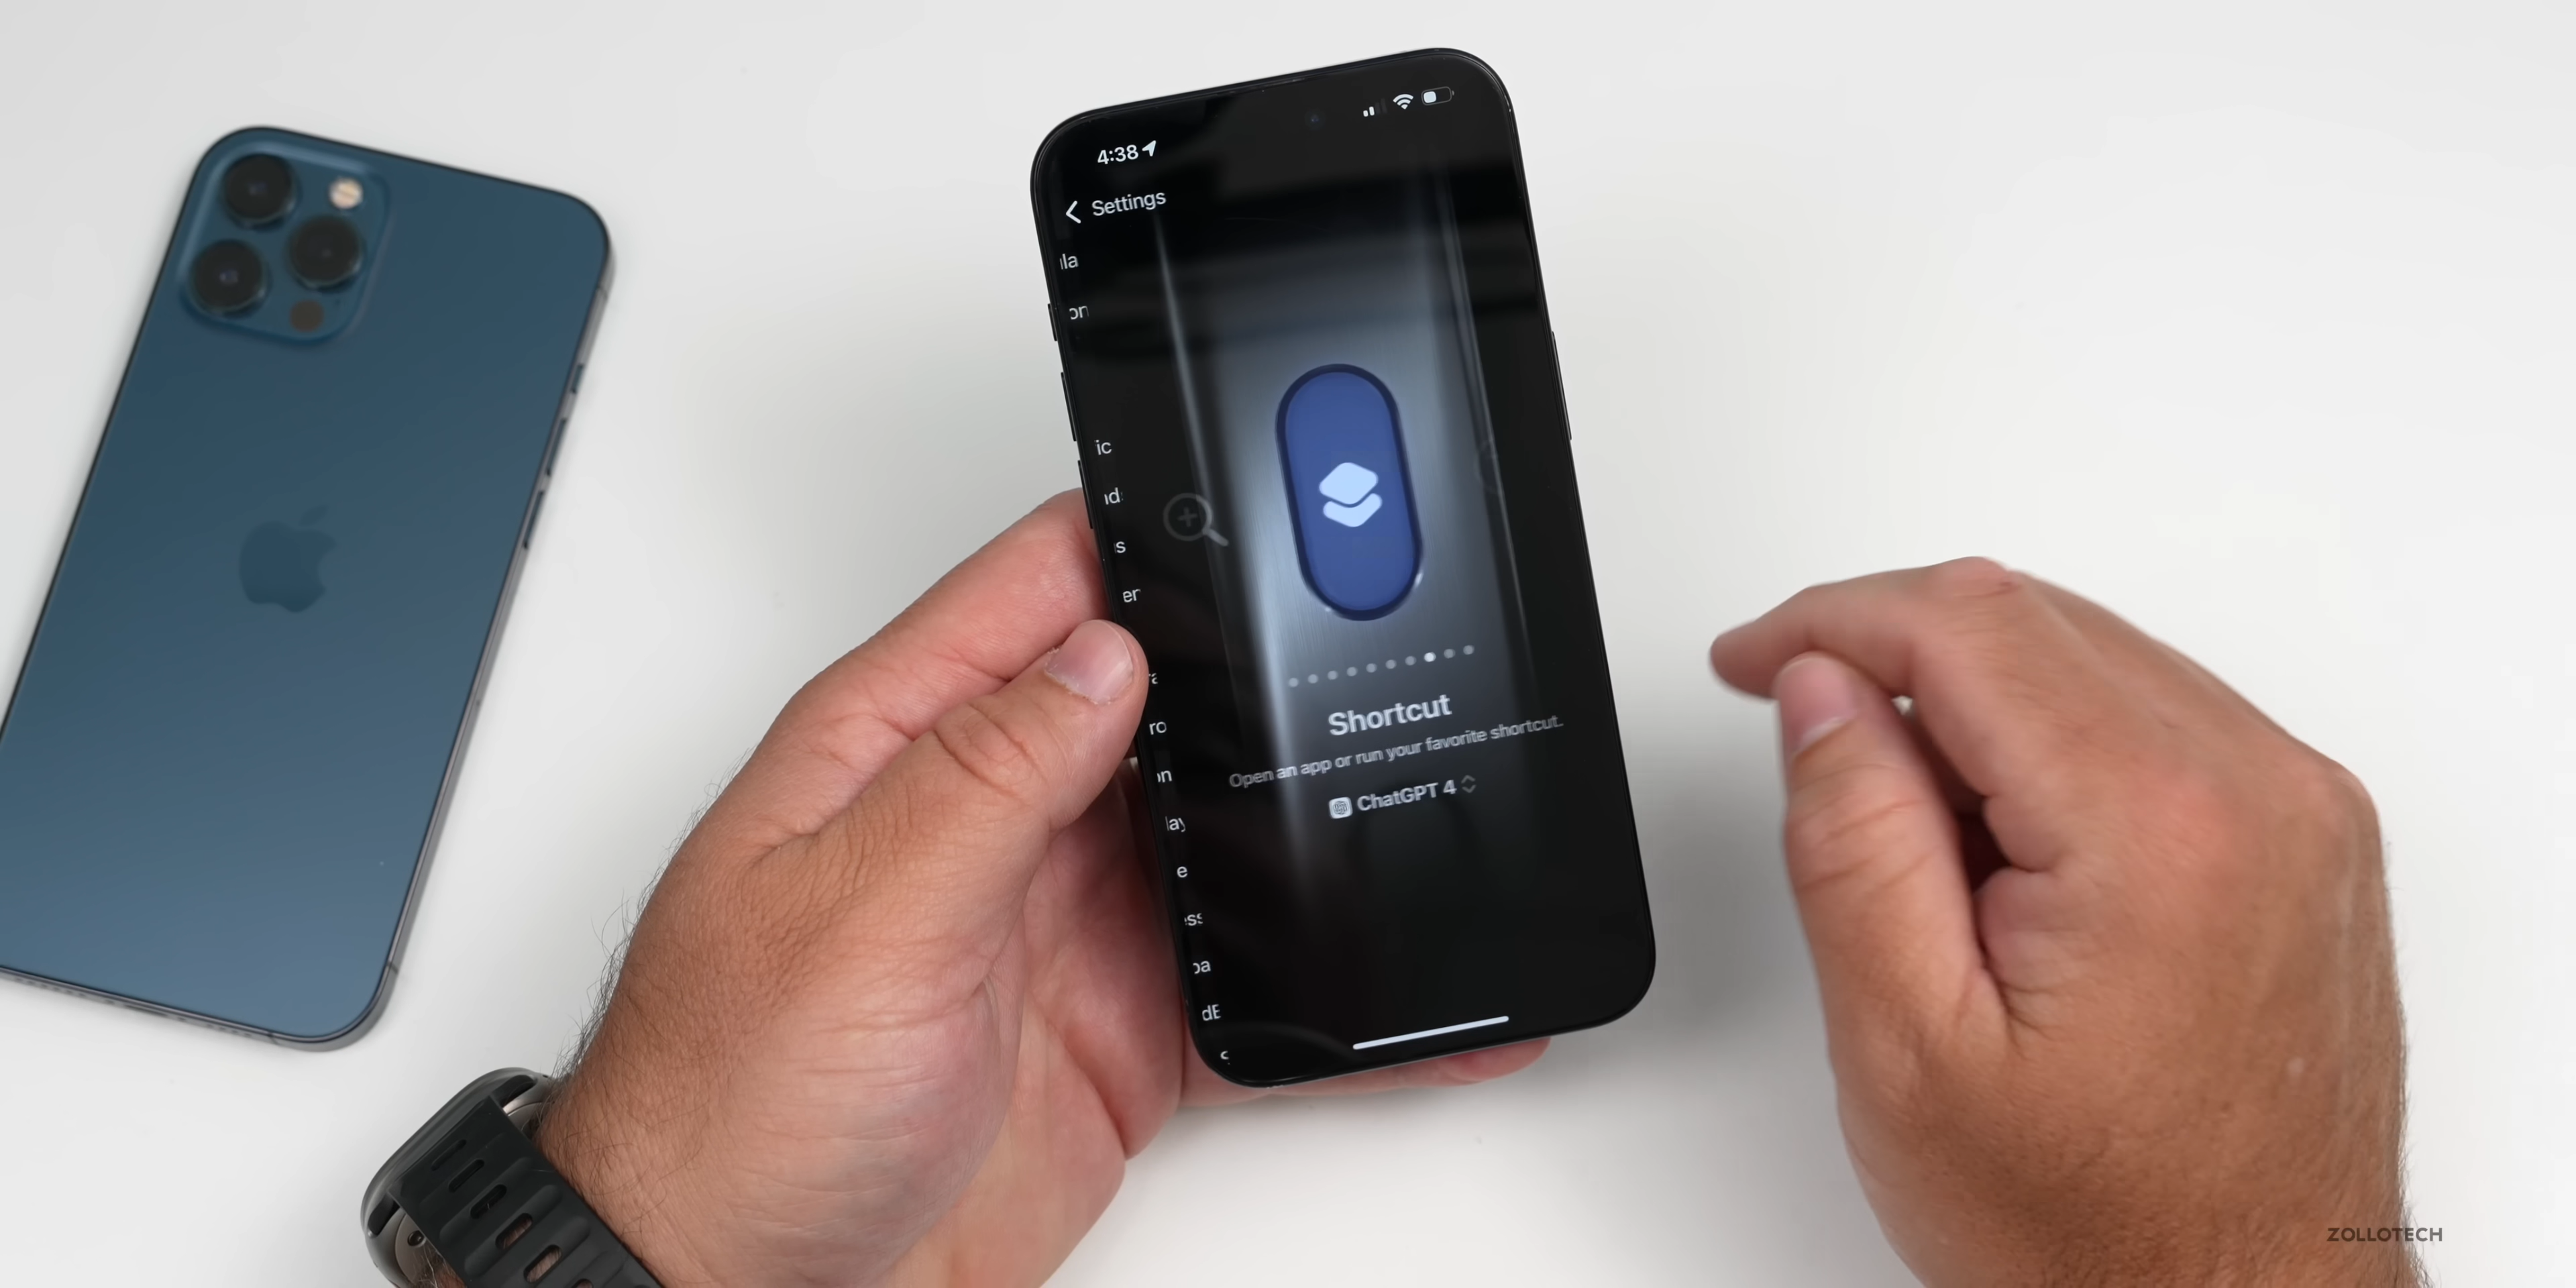 4:38
Settings
Shortcut
Open an app or run your favorite shortcut.
ChatGPT 4
ZOLLOTECH